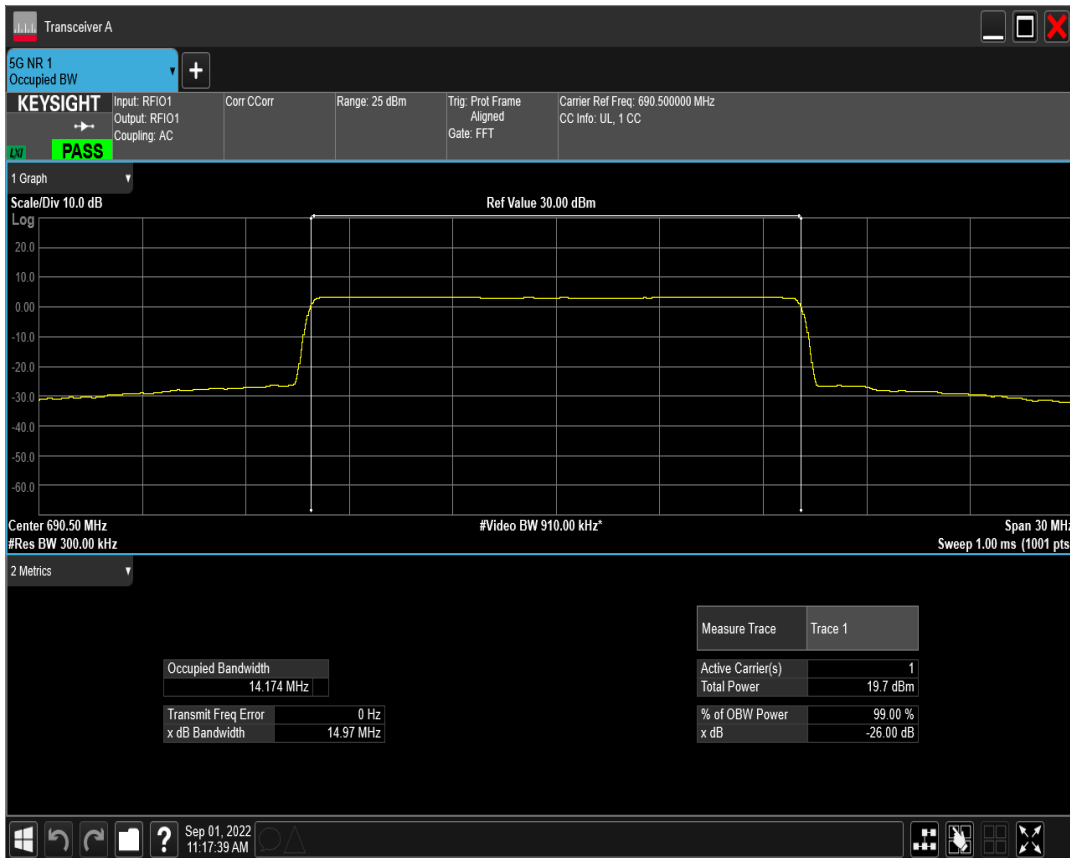 Transceiver A
5G NR 1
Occupied BW
+
KEYSIGHT
LXI
PASS
Input: RFIO1
Output: RFIO1
Coupling: AC
Corr CCorr
Range: 25 dBm
Trig: Prot Frame
Aligned
Gate: FFT
Carrier Ref Freq: 690.500000 MHz
CC Info: UL, 1 CC
1 Graph
Scale/Div 10.0 dB
Ref Value 30.00 dBm
Log
20.0
10.0
0.00
-10.0
-20.0
-30.0
-40.0
-50.0
-60.0
Center 690.50 MHz
#Video BW 910.00 kHz*
Span 30 MHz
#Res BW 300.00 kHz
Sweep 1.00 ms (1001 pts
2 Metrics
Measure Trace Trace 1
Occupied Bandwidth
14.174 MHz
Active Carrier(s) 1
Total Power 19.7 dBm
Transmit Freq Error 0 Hz
x dB Bandwidth 14.97 MHz
% of OBW Power 99.00 %
x dB -26.00 dB
?
Sep 01, 2022
11:17:39 AM